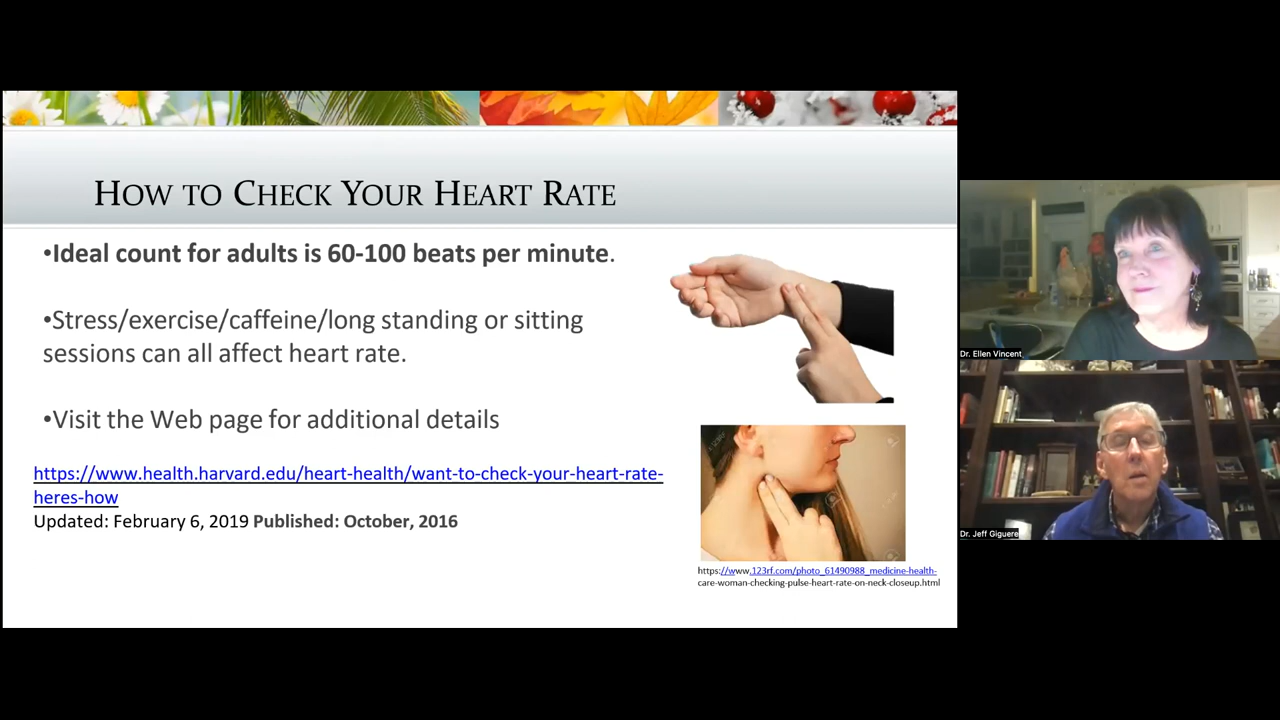 HOW TO CHECK YOUR HEART RATE
•Ideal count for adults is 60-100 beats per minute.
•Stress/exercise/caffeine/long standing or sitting
sessions can all affect heart rate.
•Visit the Web page for additional details
https://www.health.harvard.edu/heart-health/want-to-check-your-heart-rate-
heres-how
Updated: February 6, 2019 Published: October, 2016
https://www.123rf.com/photo_61490988_medicine-health-
care-woman-checking-pulse-heart-rate-on-neck-closeup.html
Dr. Ellen Vincent
Dr. Jeff Giguere